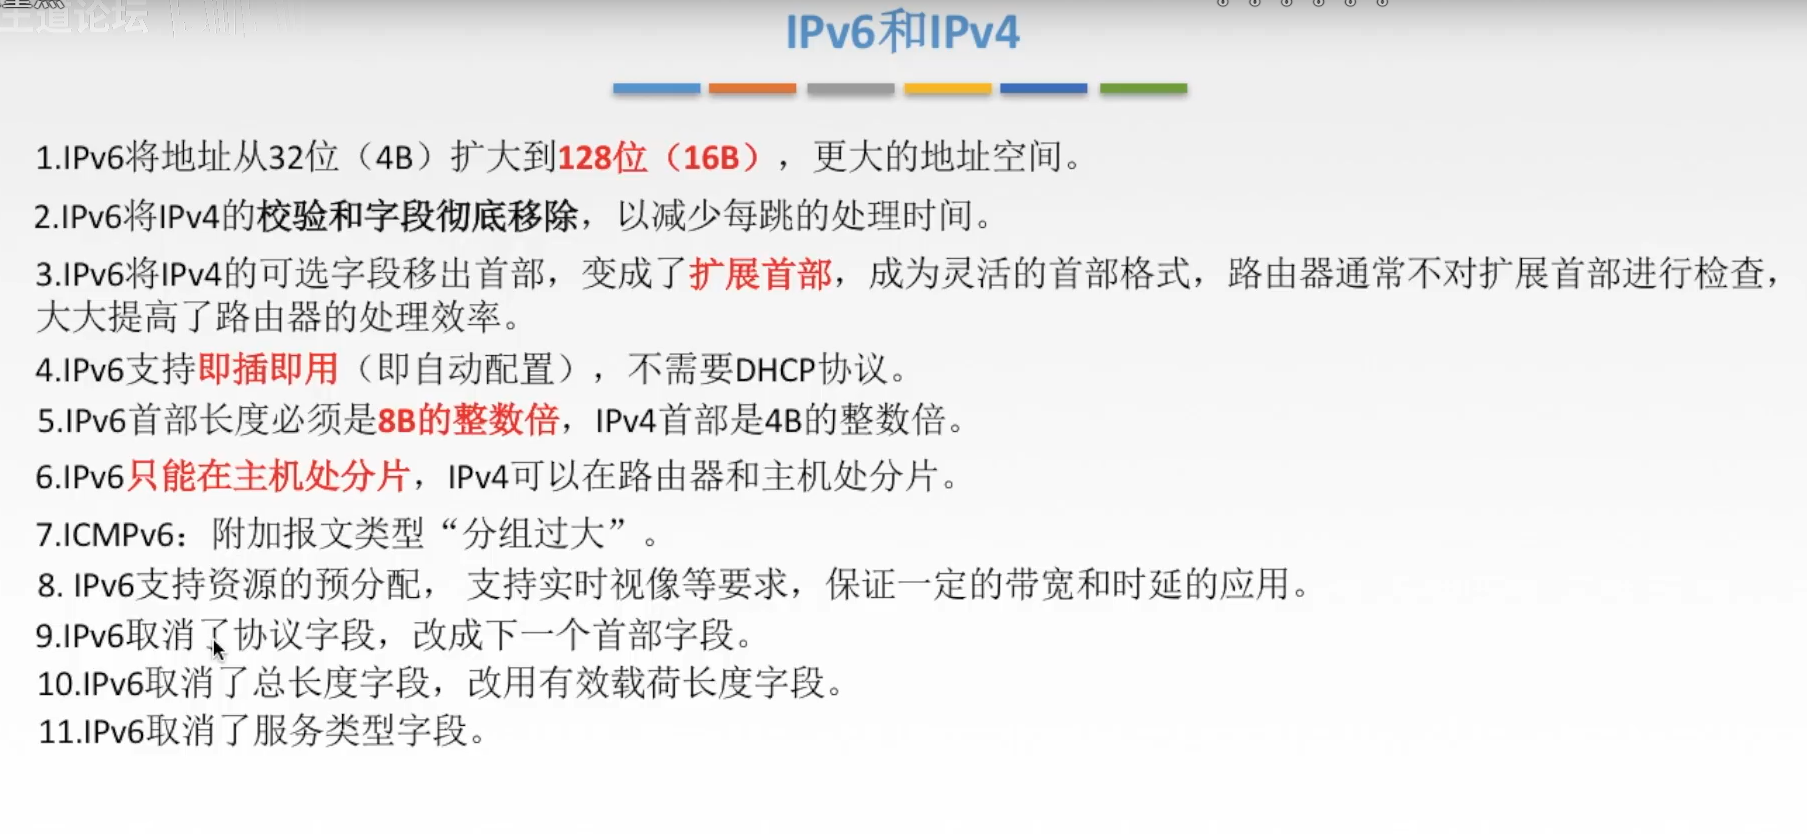 王道论坛
IPv6和IPv4
1.IPv6将地址从32位（4B）扩大到128位（16B），更大的地址空间。
2.IPv6将IPv4的校验和字段彻底移除，以减少每跳的处理时间。
3.IPv6将IPv4的可选字段移出首部，变成了扩展首部，成为灵活的首部格式，路由器通常不对扩展首部进行检查，
大大提高了路由器的处理效率。
4.IPv6支持即插即用（即自动配置），不需要DHCP协议。
5.IPv6首部长度必须是8B的整数倍，IPv4首部是4B的整数倍。
6.IPv6只能在主机处分片，IPv4可以在路由器和主机处分片。
7.ICMPv6：附加报文类型“分组过大”。
8. IPv6支持资源的预分配， 支持实时视像等要求，保证一定的带宽和时延的应用。
9.IPv6取消了协议字段，改成下一个首部字段。
10.IPv6取消了总长度字段，改用有效载荷长度字段。
11.IPv6取消了服务类型字段。